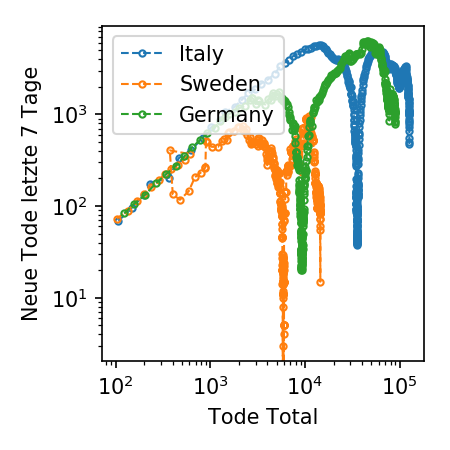 Italy
Sweden
Germany
Neue Tode letzte 7 Tage
10³
10²
10¹
10² 10³ 10⁴ 10⁵
Tode Total